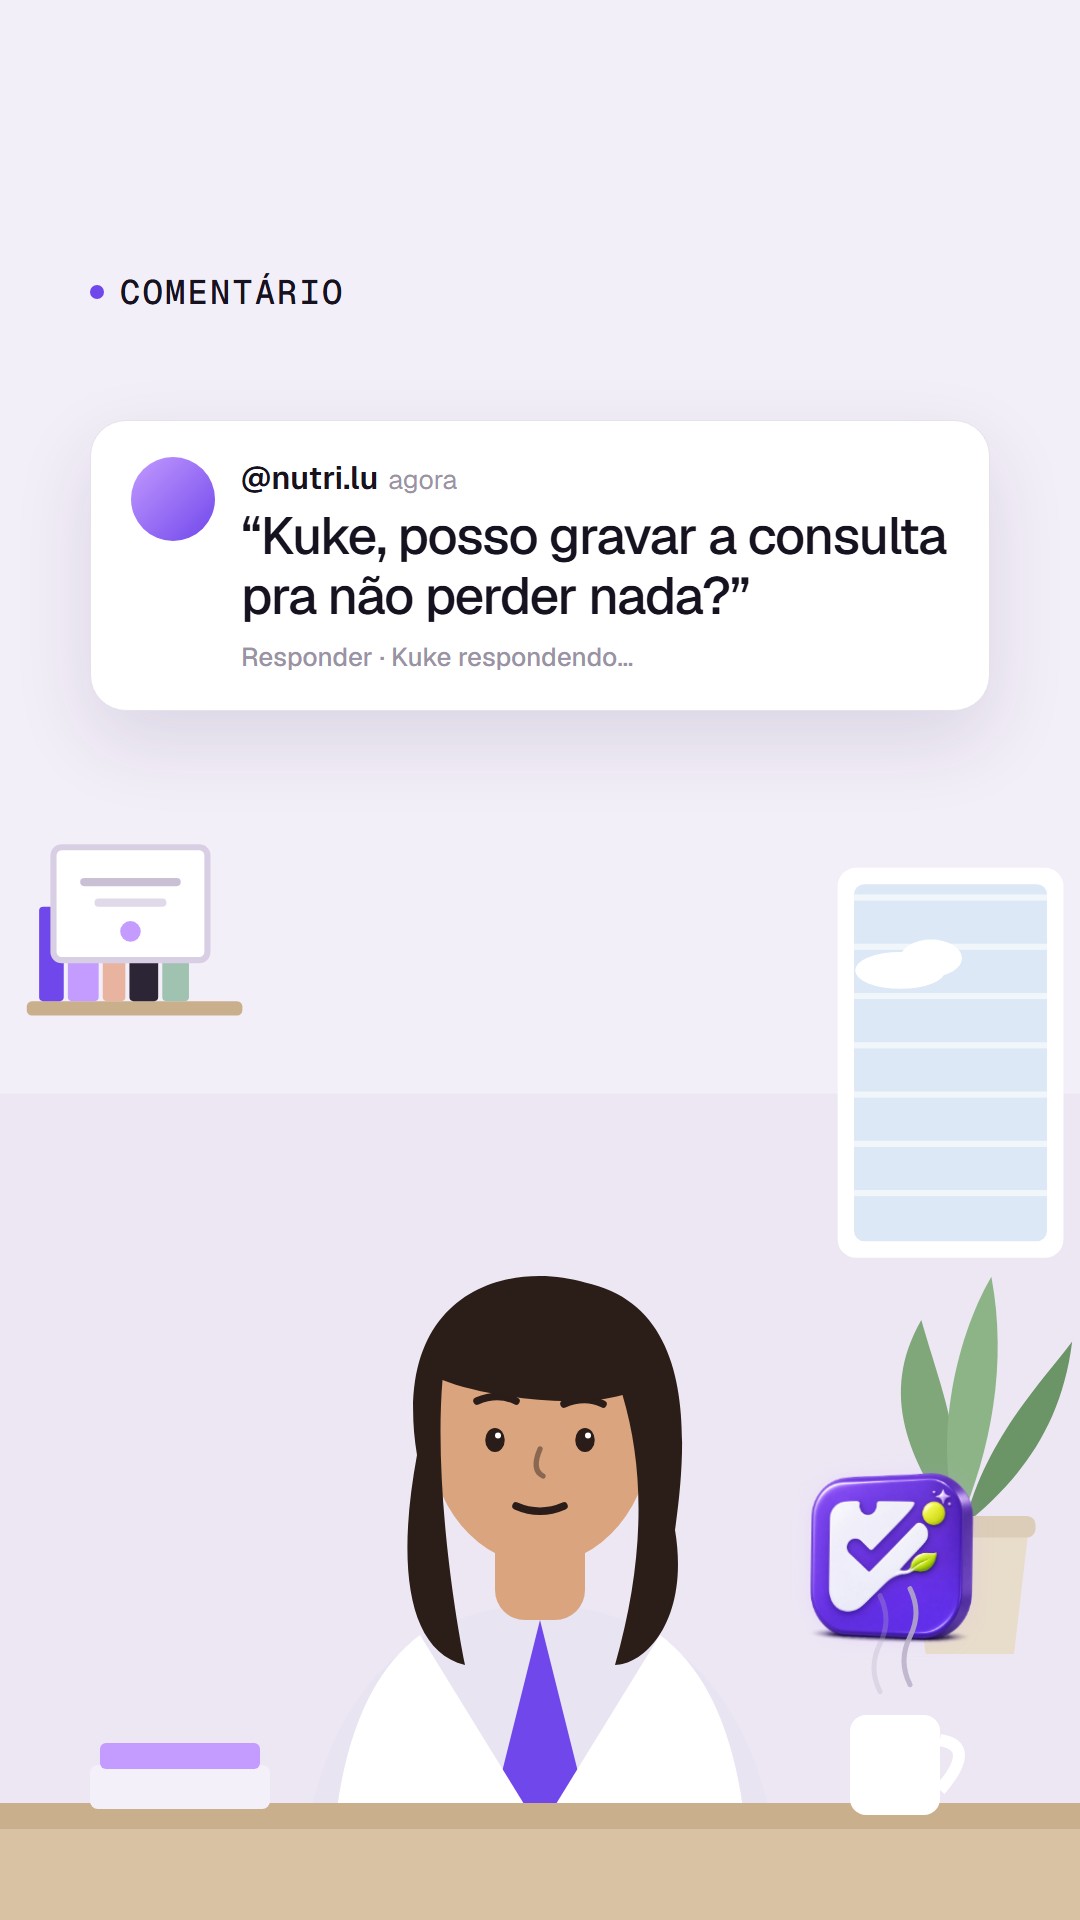 COMENTÁRIO
@nutri.lu agora
“Kuke, posso gravar a consulta
pra não perder nada?”
Responder · Kuke respondendo...